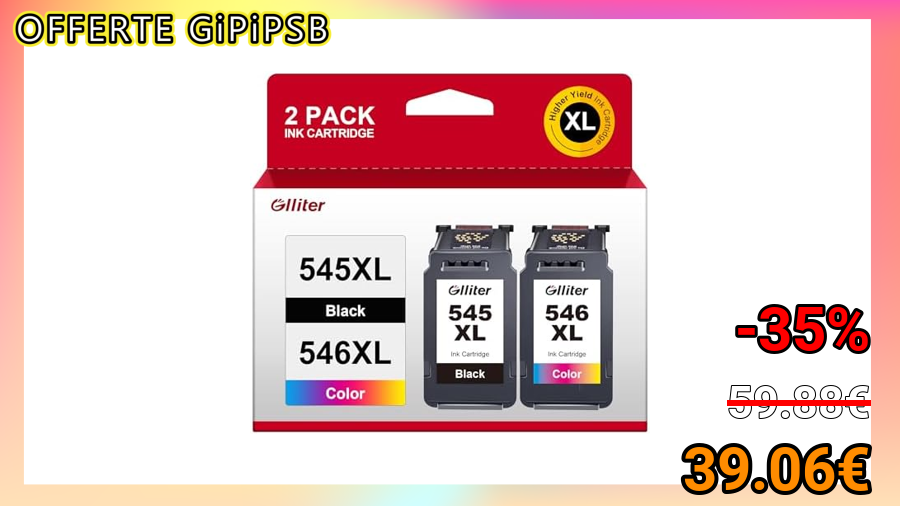 OFFERTE GiPiPSB
2 PACK
INK CARTRIDGE
Higher Yield Ink Cartridge
XL
Glliter
545XL
Black
546XL
Color
Glliter
545
XL
Ink Cartridge
Black
Glliter
546
XL
Ink Cartridge
Color
-35%
59.88€
39.06€